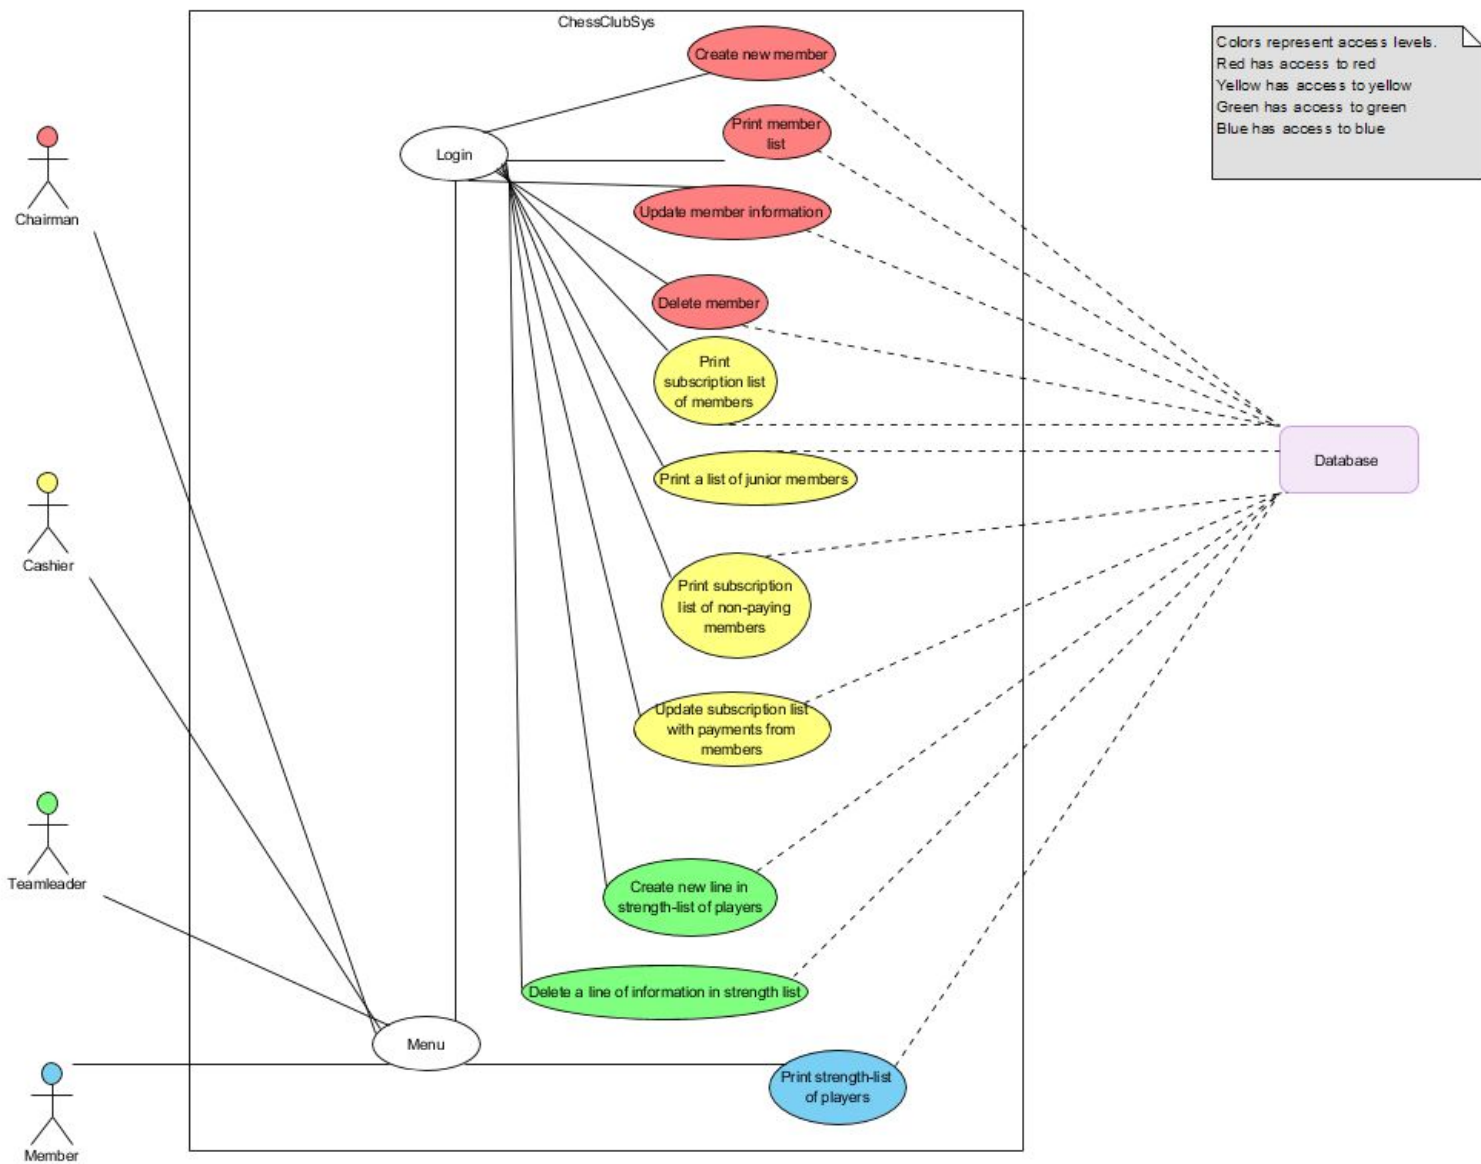 ChessClubSys
Create new member
Colors represent access levels.
Red has access to red
Yellow has access to yellow
Green has access to green
Blue has access to blue
Print member
list
Login
Chairman
Update member information
Delete member
Print
subscription list
of members
Database
Print a list of junior members
Cashier
Print subscription
list of non-paying
members
Update subscription list
with payments from
members
Teamleader
Create new line in
strength-list of players
Delete a line of information in strength list
Menu
Print strength-list
of players
Member